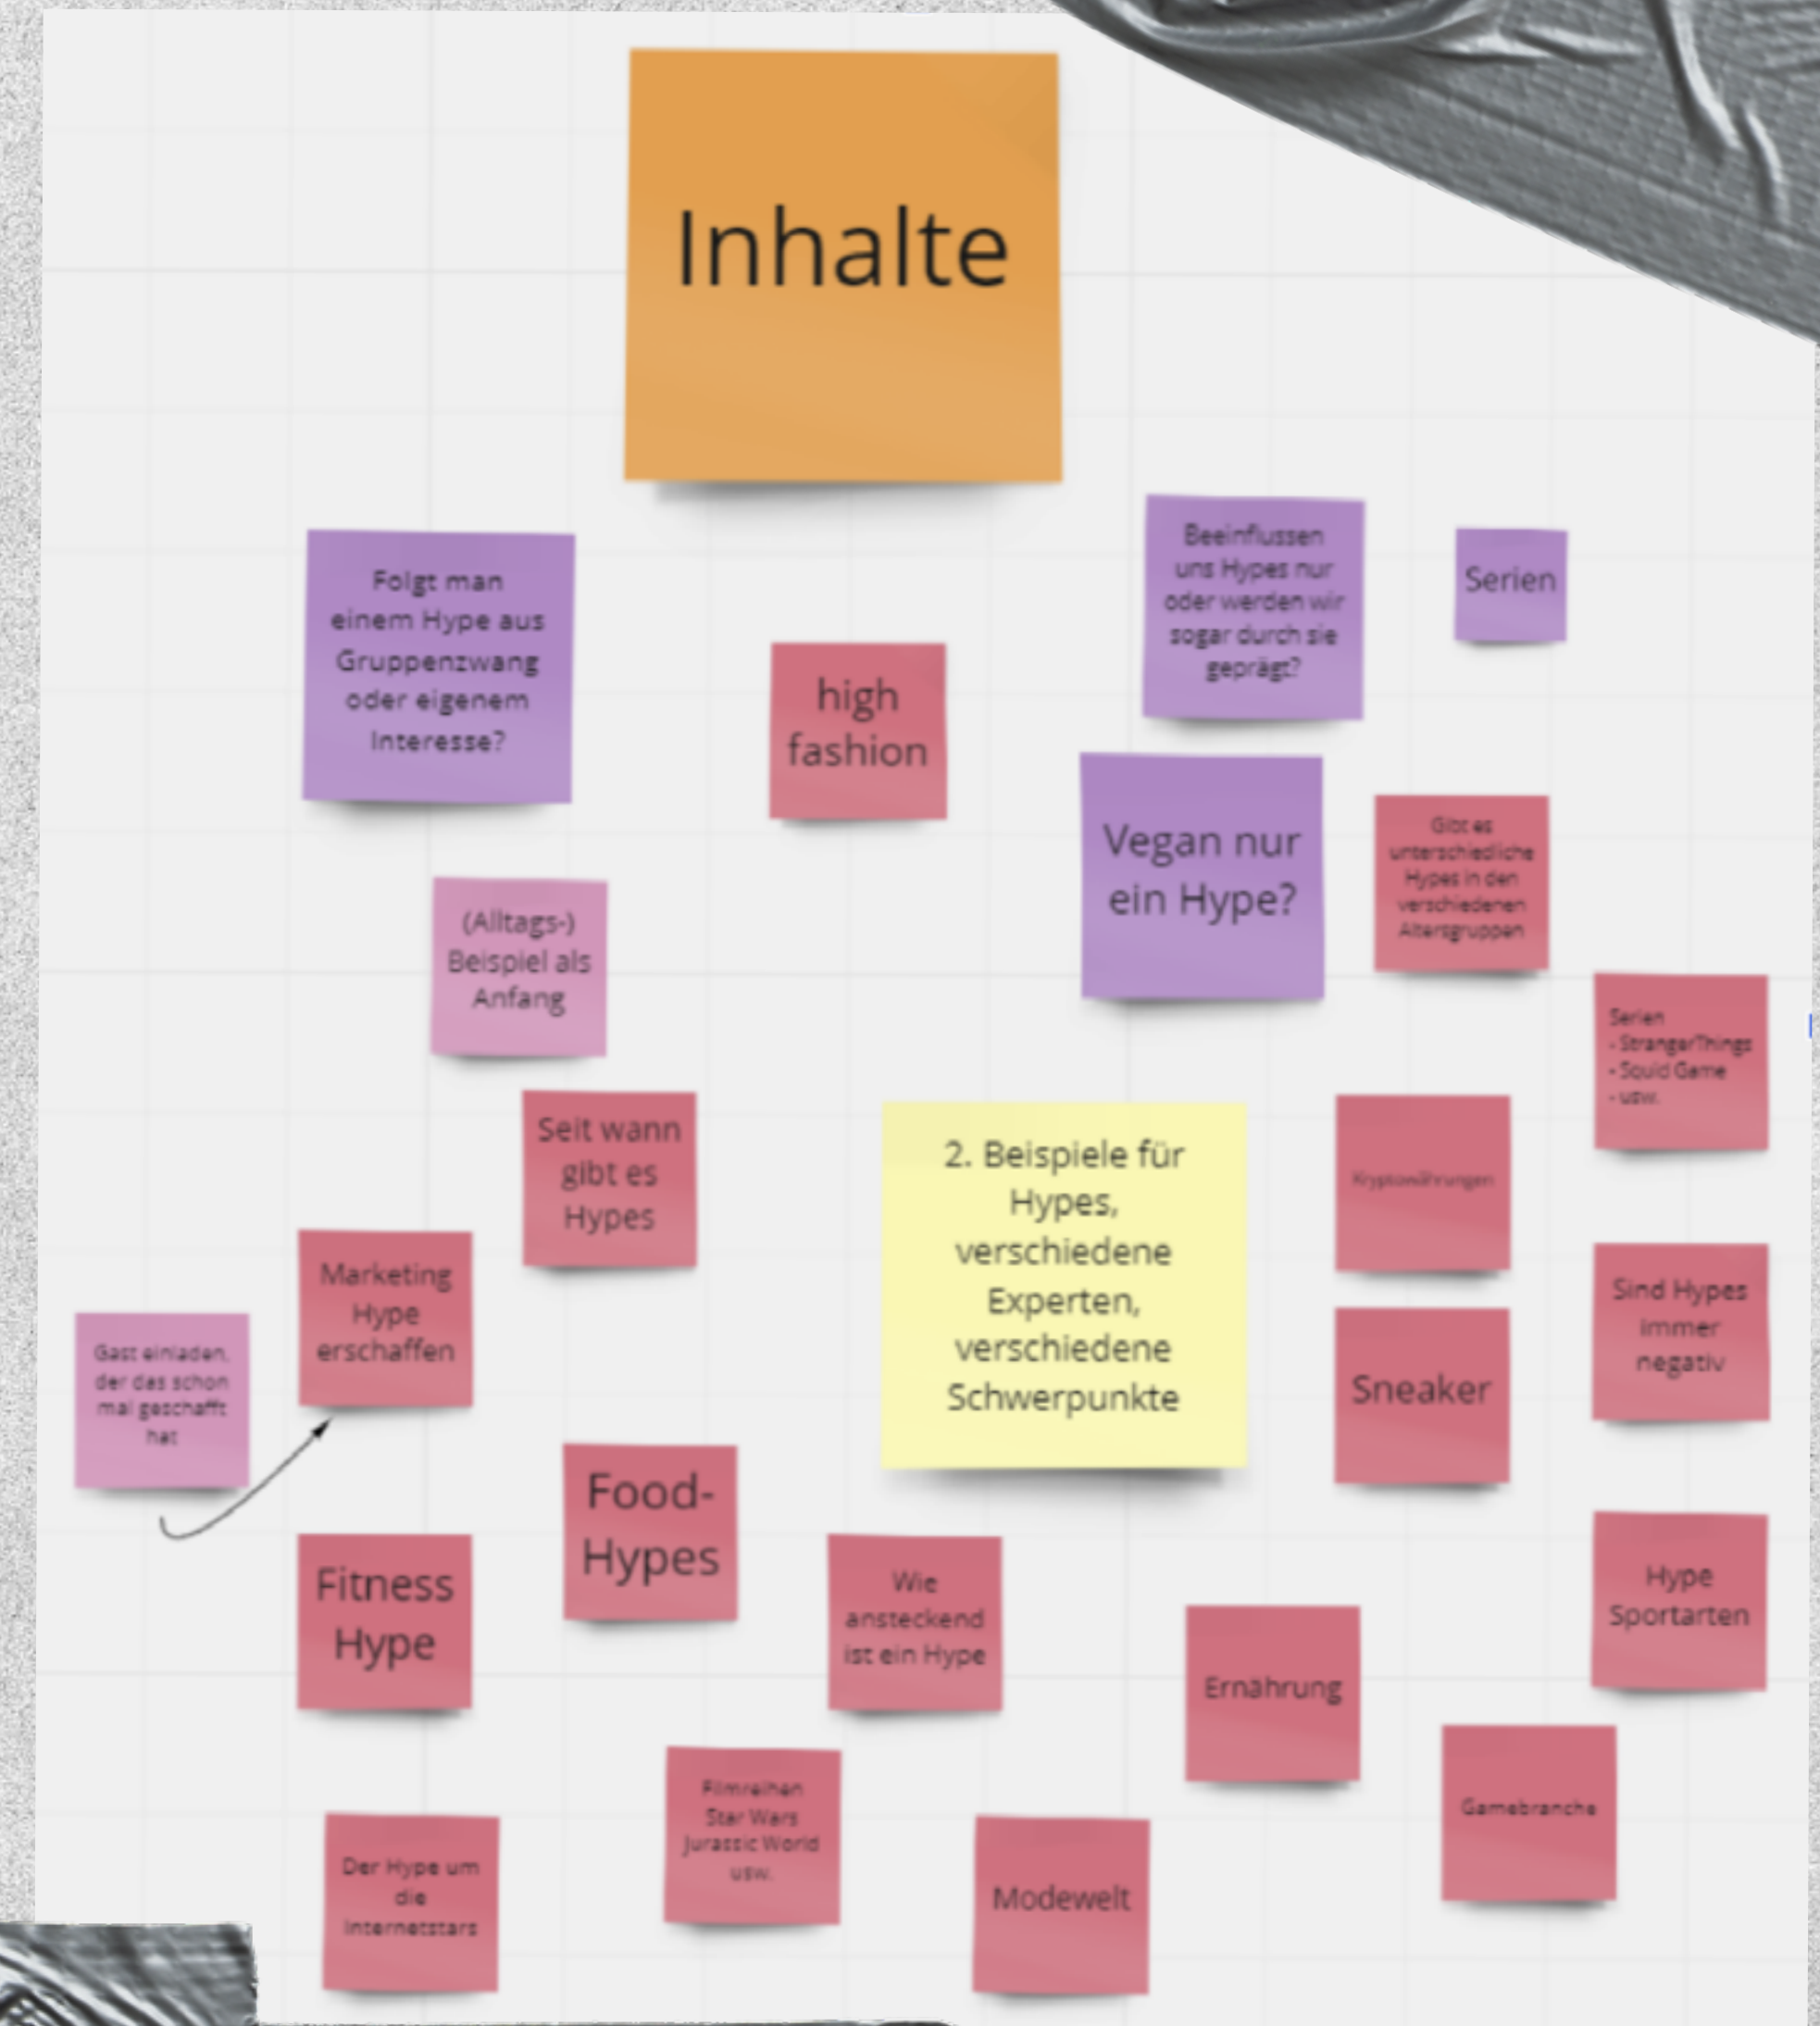 Inhalte
Folgt man
einem Hype aus
Gruppenzwang
oder eigenem
Interesse?
high
fashion
Beeinflussen
uns Hypes nur
oder werden wir
sogar durch sie
geprägt?
Serien
Vegan nur
ein Hype?
Gibt es
unterschiedliche
Hypes in den
verschiedenen
Altersgruppen
(Alltags-)
Beispiel als
Anfang
Serien
- StrangerThings
- Squid Game
- usw.
Seit wann
gibt es
Hypes
2. Beispiele für
Hypes,
verschiedene
Experten,
verschiedene
Schwerpunkte
Kryptowährungen
Marketing
Hype
erschaffen
Gast einladen,
der das schon
mal geschafft
hat
Sneaker
Sind Hypes
immer
negativ
Food-
Hypes
Fitness
Hype
Wie
ansteckend
ist ein Hype
Ernährung
Hype
Sportarten
Der Hype um
die
Internetstars
Filmreihen
Star Wars
Jurassic World
usw.
Modewelt
Gamebranche